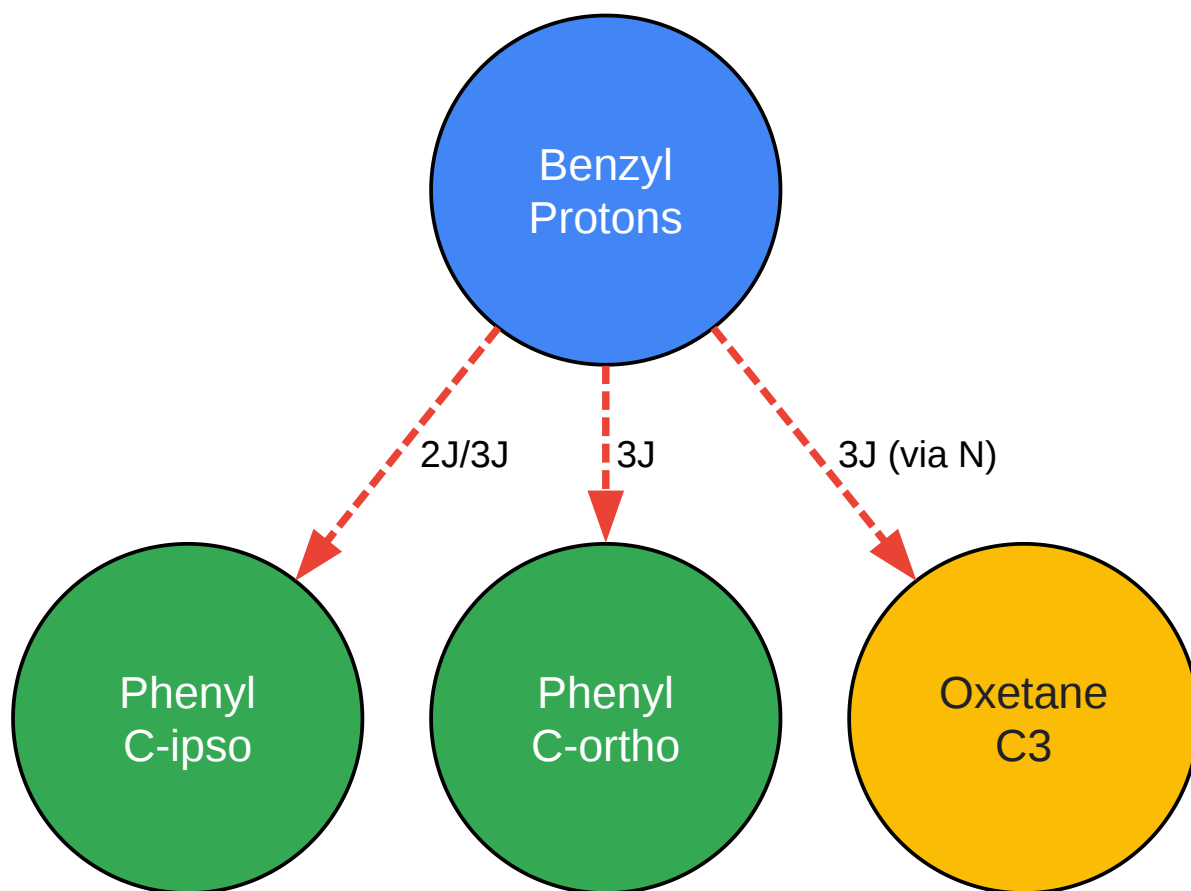 Benzyl
Protons
2J/3J
3J
3J (via N)
Phenyl
C-ipso
Phenyl
C-ortho
Oxetane
C3